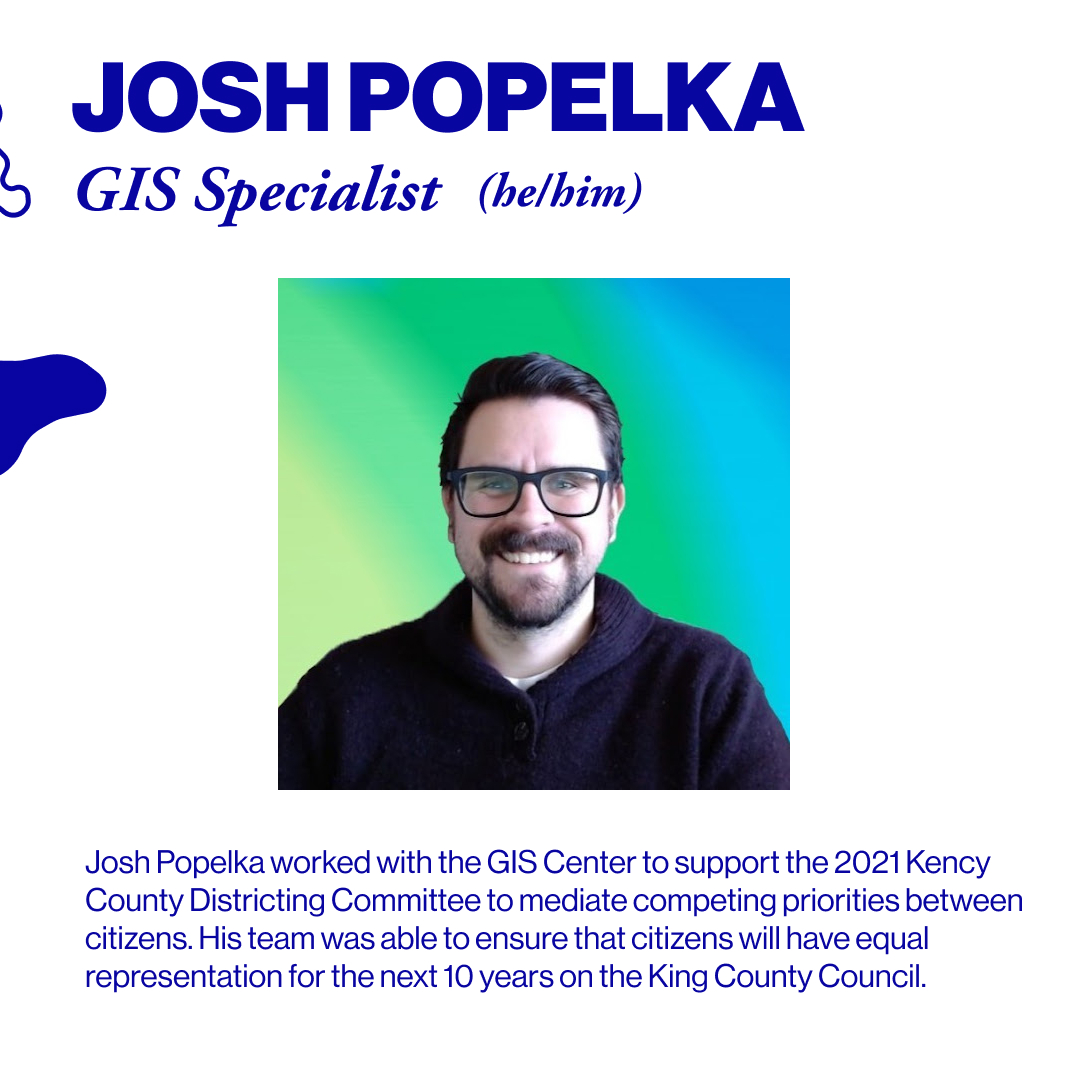 JOSH POPELKA
GIS Specialist (he/him)
Josh Popelka worked with the GIS Center to support the 2021 Kency
County Districting Committee to mediate competing priorities between
citizens. His team was able to ensure that citizens will have equal
representation for the next 10 years on the King County Council.